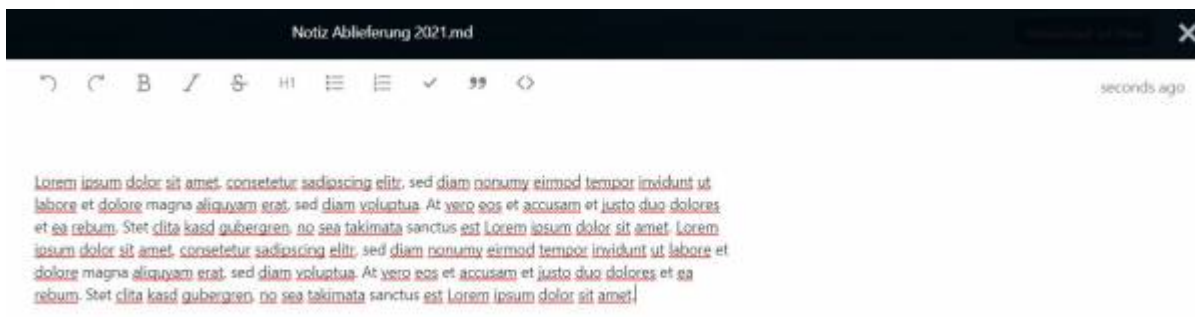 Notiz Ablieferung 2021.md
B I S H1 99 <>
seconds ago
Lorem ipsum dolor sit amet, consetetur sadipscing elitr, sed diam nonumy eirmod tempor invidunt ut
labore et dolore magna aliquyam erat, sed diam voluptua. At vero eos et accusam et justo duo dolores
et ea rebum. Stet clita kasd gubergren, no sea takimata sanctus est Lorem ipsum dolor sit amet. Lorem
ipsum dolor sit amet, consetetur sadipscing elitr, sed diam nonumy eirmod tempor invidunt ut labore et
dolore magna aliquyam erat, sed diam voluptua. At vero eos et accusam et justo duo dolores et ea
rebum. Stet clita kasd gubergren, no sea takimata sanctus est Lorem ipsum dolor sit amet.